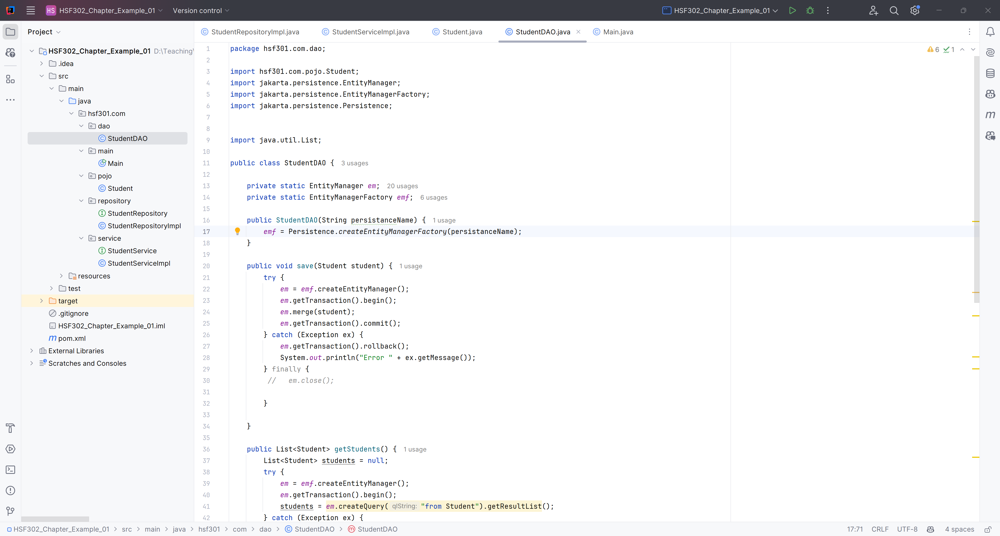 HS HSF302_Chapter_Example_01 Version control HSF302_Chapter_Example_01
Project
HSF302_Chapter_Example_01 D:\Teaching\
.idea
src
main
java
hsf301.com
dao
StudentDAO
main
Main
pojo
Student
repository
StudentRepository
StudentRepositoryImpl
service
StudentService
StudentServiceImpl
resources
test
target
.gitignore
HSF302_Chapter_Example_01.iml
pom.xml
External Libraries
Scratches and Consoles
StudentRepositoryImpl.java StudentServiceImpl.java Student.java StudentDAO.java Main.java
6 1
1 package hsf301.com.dao;
2
3 import hsf301.com.pojo.Student;
4 import jakarta.persistence.EntityManager;
5 import jakarta.persistence.EntityManagerFactory;
6 import jakarta.persistence.Persistence;
7
8
9 import java.util.List;
10
11 public class StudentDAO { 3 usages
12
13 private static EntityManager em; 20 usages
14 private static EntityManagerFactory emf; 6 usages
15
16 public StudentDAO(String persistanceName) { 1 usage
17 emf = Persistence.createEntityManagerFactory(persistanceName);
18 }
19
20 public void save(Student student) { 1 usage
21 try {
22 em = emf.createEntityManager();
23 em.getTransaction().begin();
24 em.merge(student);
25 em.getTransaction().commit();
26 } catch (Exception ex) {
27 em.getTransaction().rollback();
28 System.out.println("Error " + ex.getMessage());
29 } finally {
30 // em.close();
31
32 }
33
34 }
35
36 public List<Student> getStudents() { 1 usage
37 List<Student> students = null;
38 try {
39 em = emf.createEntityManager();
40 em.getTransaction().begin();
41 students = em.createQuery( qlString: "from Student").getResultList();
42 } catch (Exception ex) {
HSF302_Chapter_Example_01 > src > main > java > hsf301 > com > dao > StudentDAO > StudentDAO 17:71 CRLF UTF-8 4 spaces